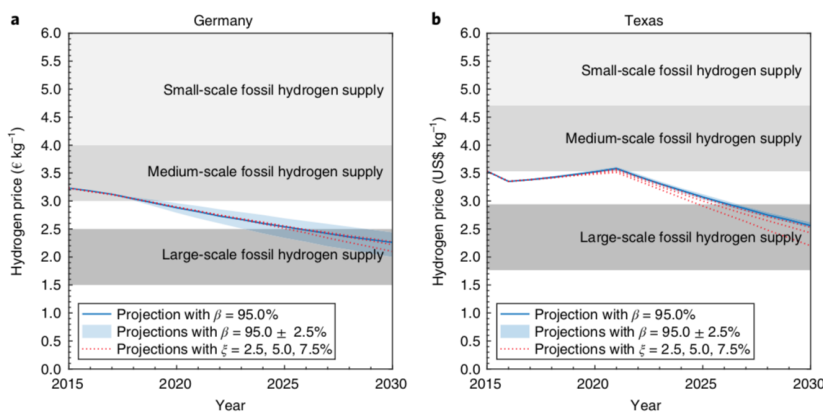 a
Germany
6.0
5.5
5.0
4.5
4.0
3.5
3.0
2.5
2.0
1.5
1.0
0.5
0.0
Hydrogen price (€ kg⁻¹)
Small-scale fossil hydrogen supply
Medium-scale fossil hydrogen supply
Large-scale fossil hydrogen supply
Projection with β = 95.0%
Projections with β = 95.0 ± 2.5%
Projections with ξ = 2.5, 5.0, 7.5%
2015 2020 2025 2030
Year
b
Texas
6.0
5.5
5.0
4.5
4.0
3.5
3.0
2.5
2.0
1.5
1.0
0.5
0.0
Hydrogen price (US$ kg⁻¹)
Small-scale fossil hydrogen supply
Medium-scale fossil hydrogen supply
Large-scale fossil hydrogen supply
Projection with β = 95.0%
Projections with β = 95.0 ± 2.5%
Projections with ξ = 2.5, 5.0, 7.5%
2015 2020 2025 2030
Year